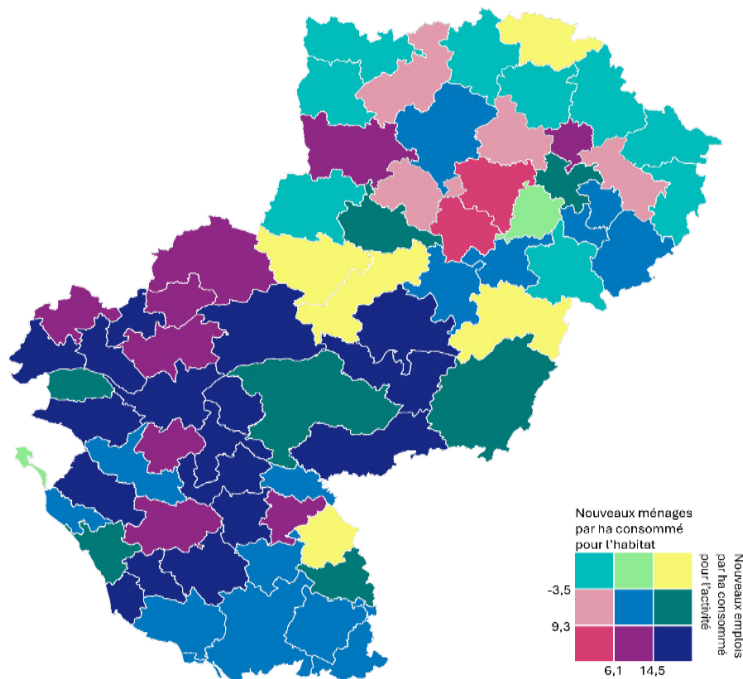 Nouveaux ménages
par ha consommé
pour l'habitat
Nouveaux emplois
par ha consommé
pour l'activité
-3,5
9,3
6,1
14,5